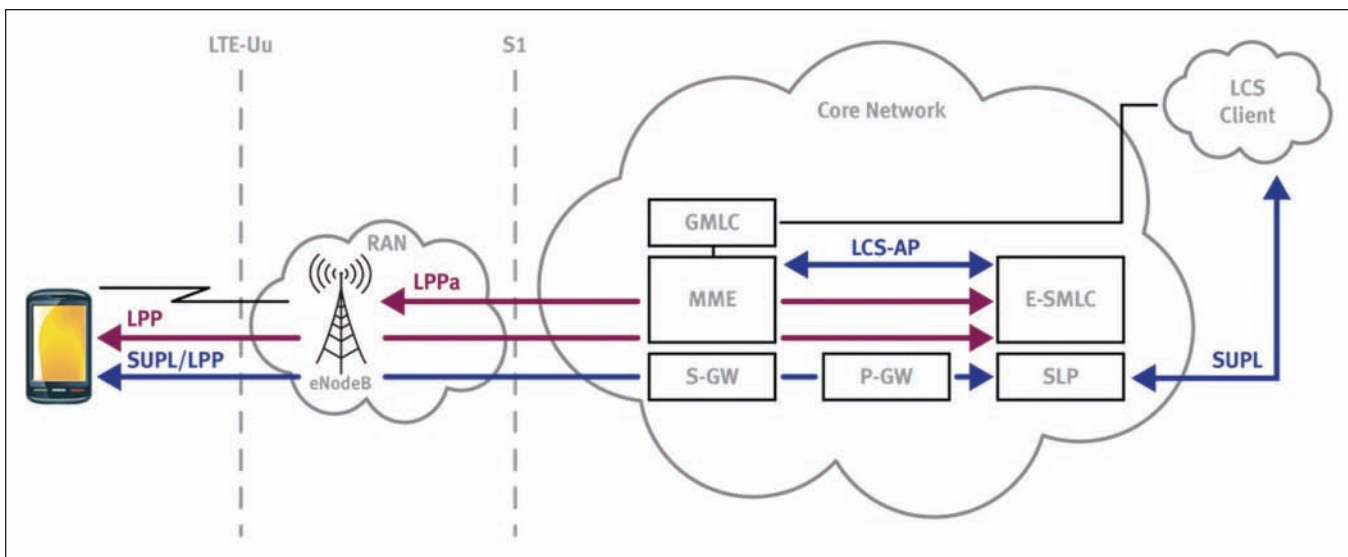 LTE-Uu
S1
Core Network
LCS
Client
GMLC
RAN
LCS-AP
LPPa
MME
E-SMLC
LPP
SUPL/LPP
eNodeB
S-GW
P-GW
SLP
SUPL